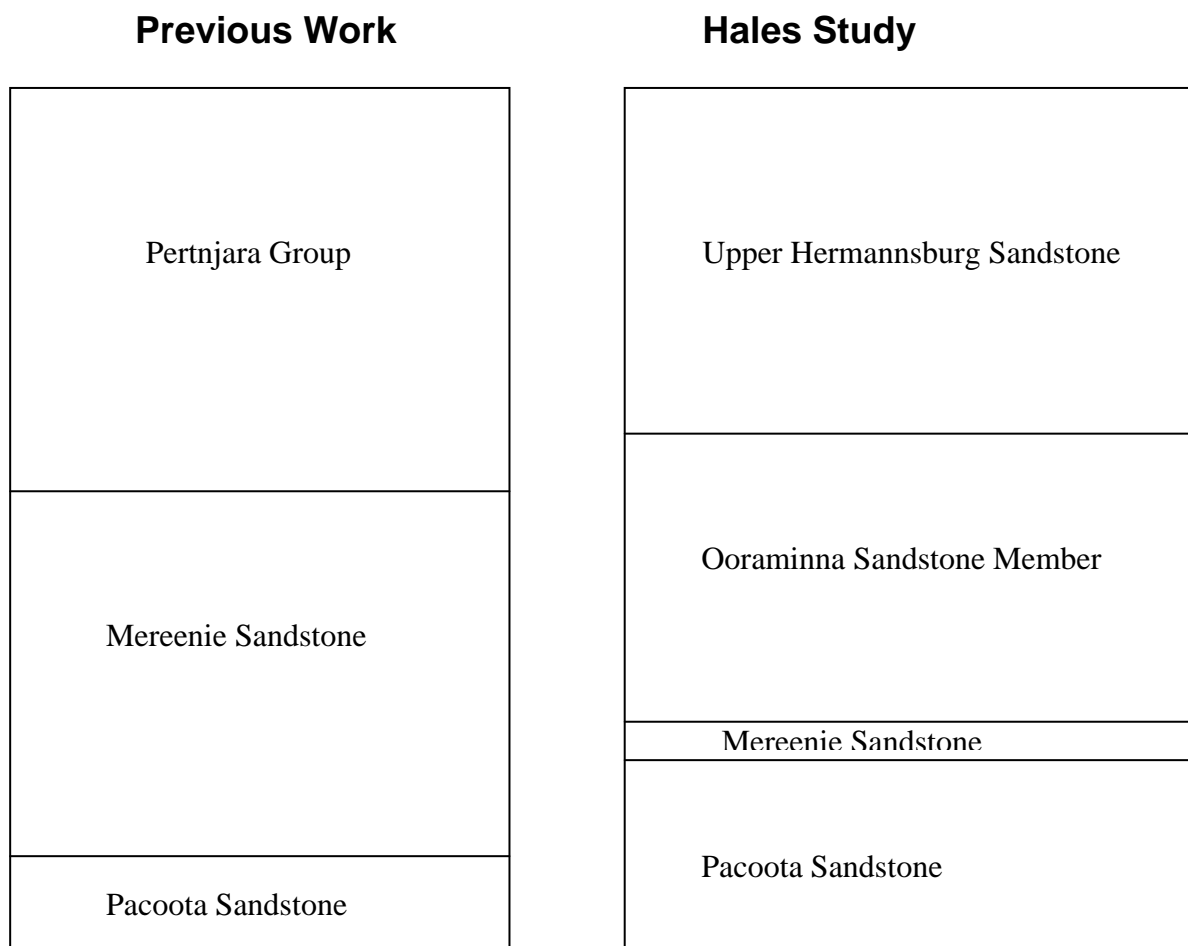 Previous Work
Hales Study
Pertnjara Group
Upper Hermannsburg Sandstone
Ooraminna Sandstone Member
Mereenie Sandstone
Mereenie Sandstone
Pacoota Sandstone
Pacoota Sandstone